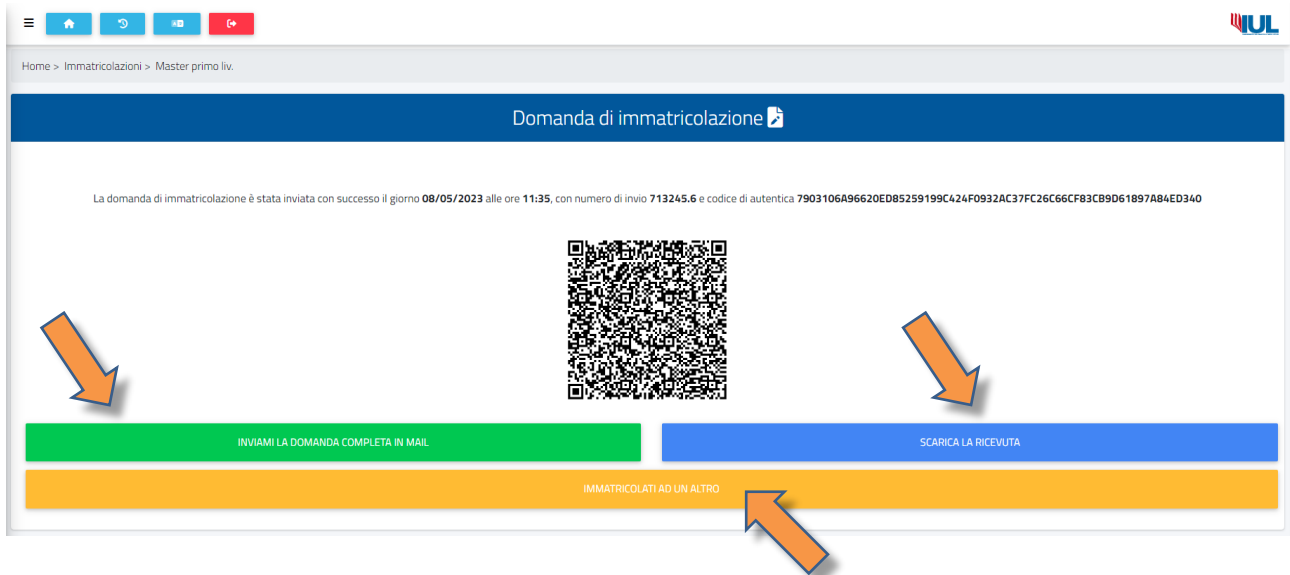 IUL
Home > Immatricolazioni > Master primo liv.
Domanda di immatricolazione
La domanda di immatricolazione è stata inviata con successo il giorno 08/05/2023 alle ore 11:35, con numero di invio 713245.6 e codice di autentica 7903106A96620ED85259199C424F0932AC37FC26C66CF83CB9D61897A84ED340
INVIAMI LA DOMANDA COMPLETA IN MAIL
SCARICA LA RICEVUTA
IMMATRICOLATI AD UN ALTRO